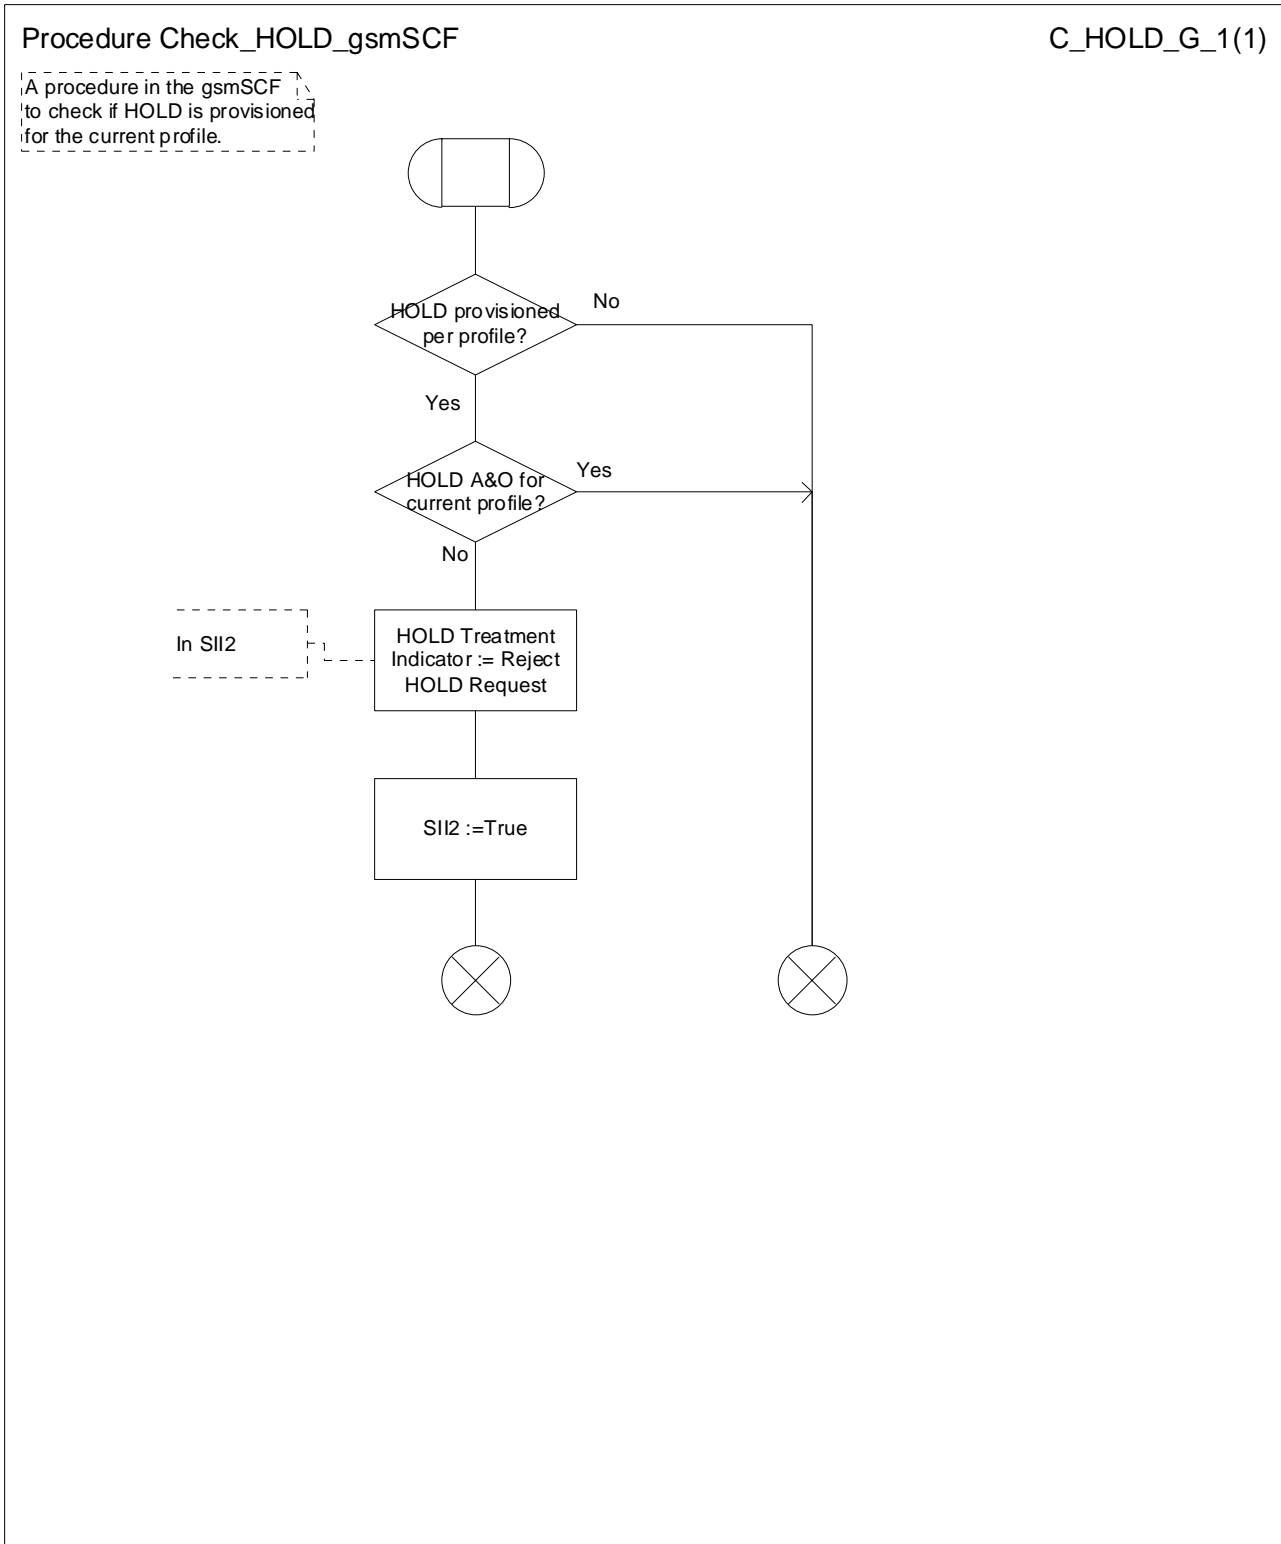 Procedure Check_HOLD_gsmSCF
C_HOLD_G_1(1)
A procedure in the gsmSCF
to check if HOLD is provisioned
for the current profile.
HOLD provisioned
per profile?
No
Yes
HOLD A&O for
current profile?
Yes
No
In SII2
HOLD Treatment
Indicator := Reject
HOLD Request
SII2 :=True